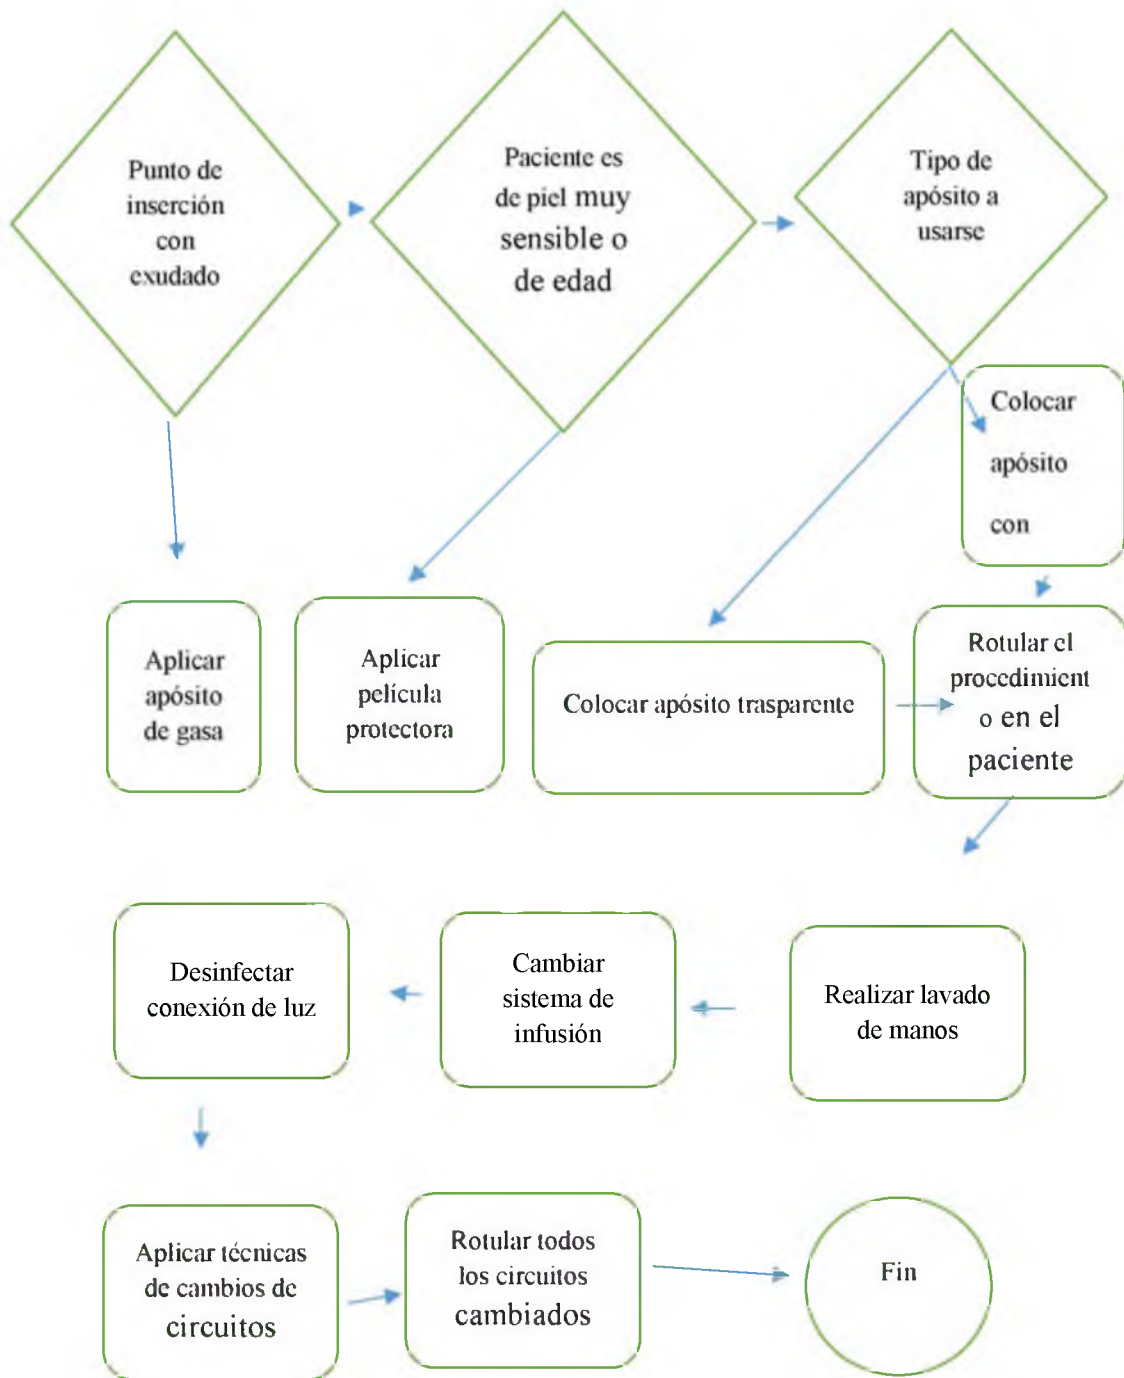 Punto de
inserción
con
exudado
Paciente es
de piel muy
sensible o
de edad
Tipo de
apósito a
usarse
Colocar
apósito
con
Aplicar
apósito
de gasa
Aplicar
película
protectora
Colocar apósito trasparente
Rotular el
procedimient
o en el
paciente
Desinfectar
conexión de luz
Cambiar
sistema de
infusión
Realizar lavado
de manos
Aplicar técnicas
de cambios de
circuitos
Rotular todos
los circuitos
cambiados
Fin